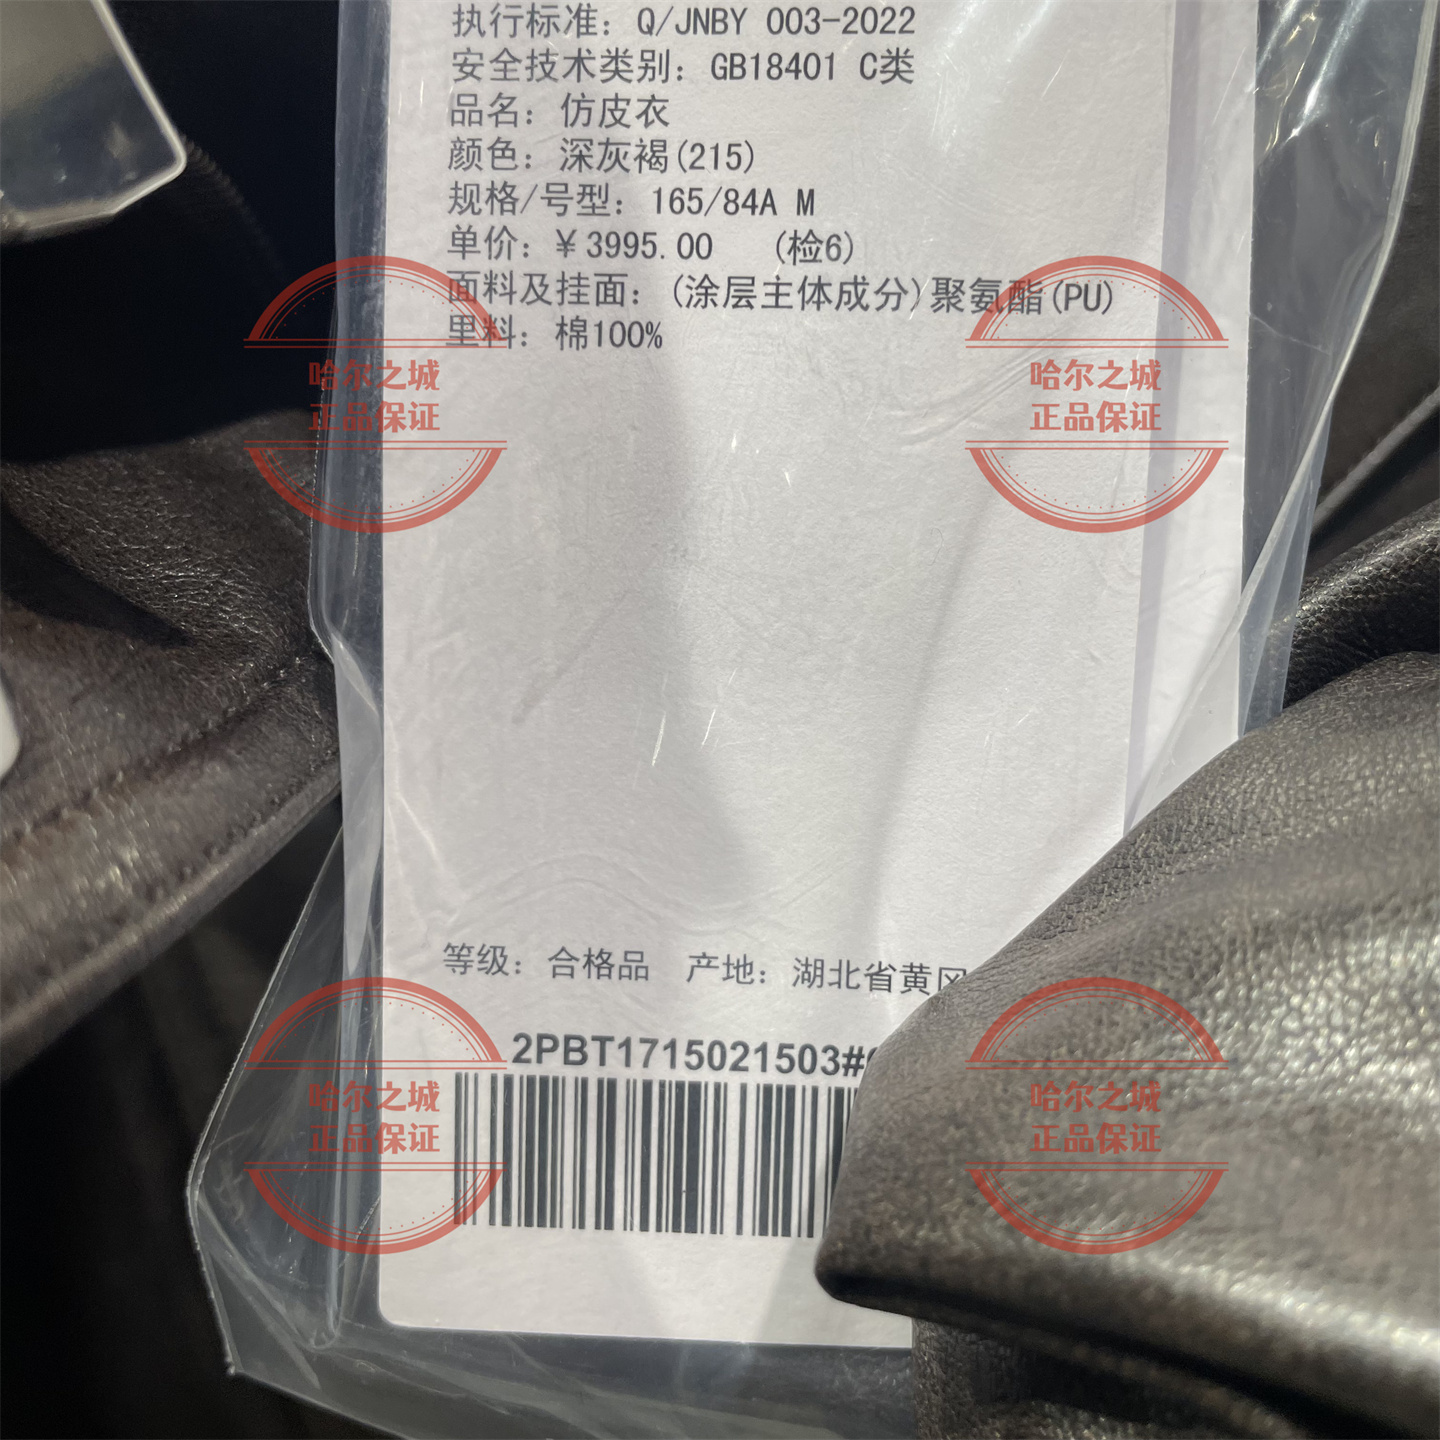 执行标准: Q/JNBY 003-2022
安全技术类别: GB18401 C类
品名: 仿皮衣
颜色: 深灰褐(215)
规格/号型: 165/84A M
单价: ¥3995.00 (检6)
面料及挂面: (涂层主体成分)聚氨酯(PU)
里料: 棉100%
哈尔之城
正品保证
哈尔之城
正品保证
等级: 合格品 产地: 湖北省黄冈
2PBT1715021503#
哈尔之城
正品保证
哈尔之城
正品保证